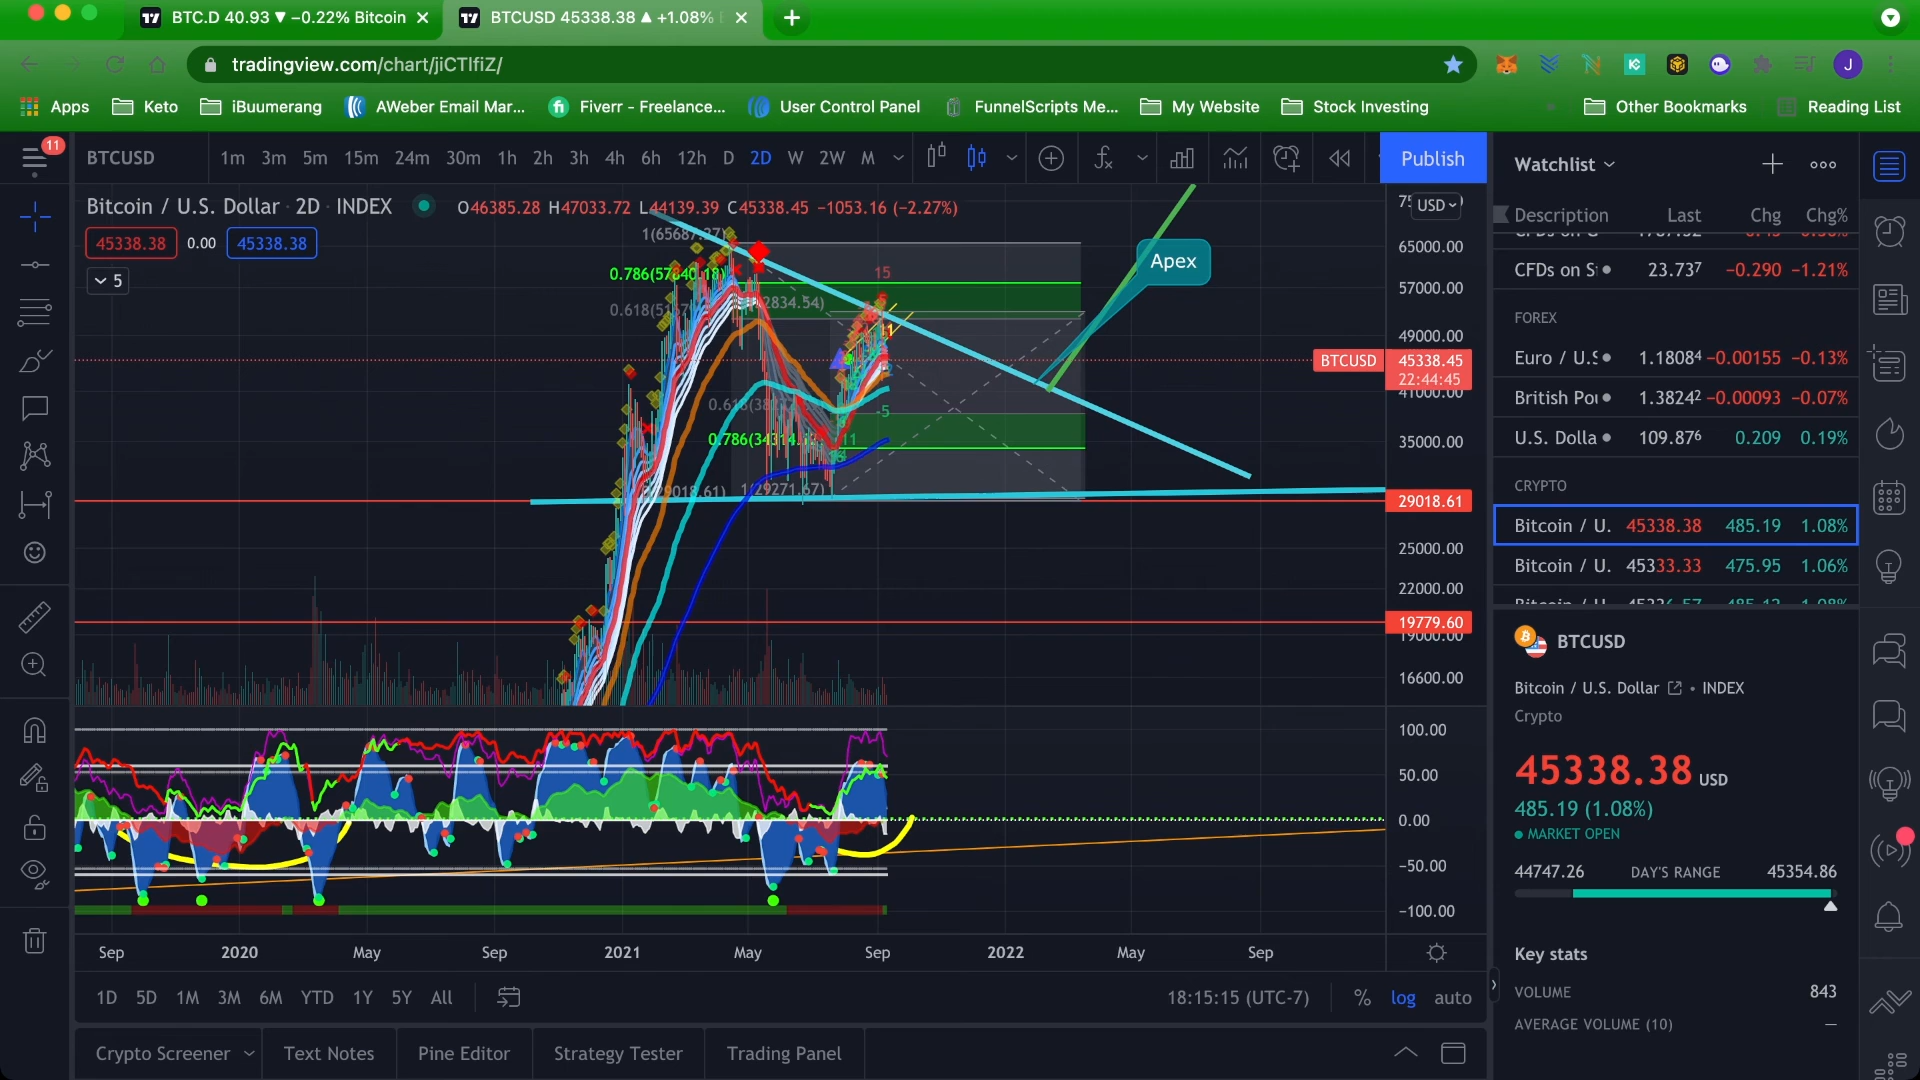 BTC.D 40.93 ▼ −0.22% Bitcoin
BTCUSD 45338.38 ▲ +1.08%
tradingview.com/chart/jiCTlfiZ/
J
Apps Keto iBuumerang AWeber Email Mar... Fiverr - Freelance... User Control Panel FunnelScripts Me... My Website Stock Investing Other Bookmarks Reading List
11
BTCUSD 1m 3m 5m 15m 24m 30m 1h 2h 3h 4h 6h 12h D 2D W 2W M
Publish
Bitcoin / U.S. Dollar · 2D · INDEX O46385.28 H47033.72 L44139.39 C45338.45 −1053.16 (−2.27%)
45338.38 0.00 45338.38
5
USD
1(65687.27)
65000.00
Apex
0.786(57840.18)
15
57000.00
49000.00
BTCUSD 45338.45
22:44:45
41000.00
-5
0.786(34314
11
35000.00
1(29271.67)
29018.61
25000.00
22000.00
19779.60
19000.00
16600.00
100.00
50.00
0.00
−50.00
−100.00
Sep 2020 May Sep 2021 May Sep 2022 May Sep
1D 5D 1M 3M 6M YTD 1Y 5Y All
18:15:15 (UTC-7) % log auto
Crypto Screener Text Notes Pine Editor Strategy Tester Trading Panel
Watchlist
Description Last Chg Chg%
CFDs on S 23.737 −0.290 −1.21%
FOREX
Euro / U.S 1.18084 −0.00155 −0.13%
British Pou 1.38242 −0.00093 −0.07%
U.S. Dolla 109.876 0.209 0.19%
CRYPTO
Bitcoin / U. 45338.38 485.19 1.08%
Bitcoin / U. 45333.33 475.95 1.06%
BTCUSD
Bitcoin / U.S. Dollar • INDEX
Crypto
45338.38 USD
485.19 (1.08%)
MARKET OPEN
44747.26 DAY'S RANGE 45354.86
Key stats
VOLUME 843
AVERAGE VOLUME (10) —